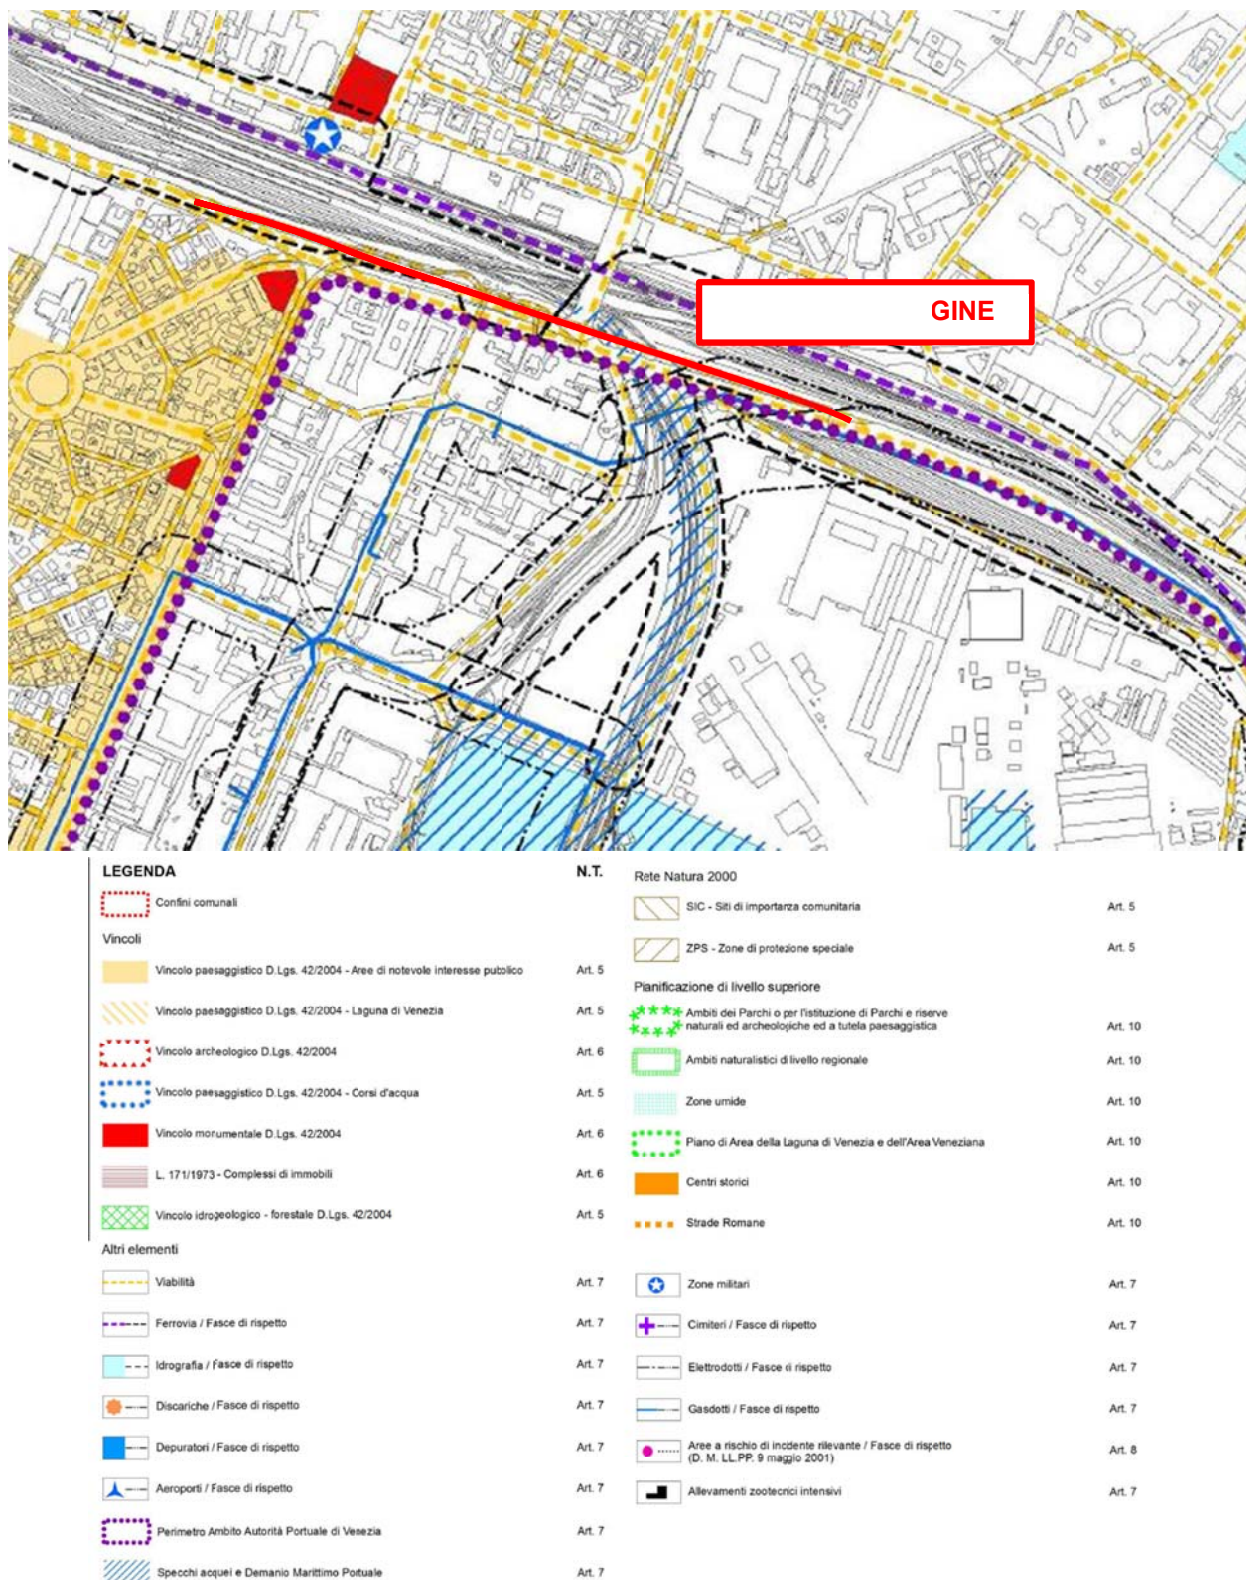 GINE
LEGENDA
N.T.
Confini comunali
Vincoli
Vincolo paesaggistico D.Lgs. 42/2004 - Aree di notevole interesse pubblico
Art. 5
Vincolo paesaggistico D.Lgs. 42/2004 - Laguna di Venezia
Art. 5
Vincolo archeologico D.Lgs. 42/2004
Art. 6
Vincolo paesaggistico D.Lgs. 42/2004 - Corsi d'acqua
Art. 5
Vincolo monumentale D.Lgs. 42/2004
Art. 6
L. 171/1973 - Complessi di immobili
Art. 6
Vincolo idrogeologico - forestale D.Lgs. 42/2004
Art. 5
Altri elementi
Viabilità
Art. 7
Ferrovia / Fasce di rispetto
Art. 7
Idrografia / Fasce di rispetto
Art. 7
Discariche / Fasce di rispetto
Art. 7
Depuratori / Fasce di rispetto
Art. 7
Aeroporti / Fasce di rispetto
Art. 7
Perimetro Ambito Autorità Portuale di Venezia
Art. 7
Specchi acquei e Demanio Marittimo Portuale
Art. 7
Rete Natura 2000
SIC - Siti di importanza comunitaria
Art. 5
ZPS - Zone di protezione speciale
Art. 5
Pianificazione di livello superiore
Ambiti dei Parchi o per l'istituzione di Parchi e riserve
naturali ed archeologiche ed a tutela paesaggistica
Art. 10
Ambiti naturalistici di livello regionale
Art. 10
Zone umide
Art. 10
Piano di Area della Laguna di Venezia e dell'Area Veneziana
Art. 10
Centri storici
Art. 10
Strade Romane
Art. 10
Zone militari
Art. 7
Cimiteri / Fasce di rispetto
Art. 7
Elettrodotti / Fasce di rispetto
Art. 7
Gasdotti / Fasce di rispetto
Art. 7
Aree a rischio di incidente rilevante / Fasce di rispetto
(D. M. LL.PP. 9 maggio 2001)
Art. 8
Allevamenti zootecnici intensivi
Art. 7